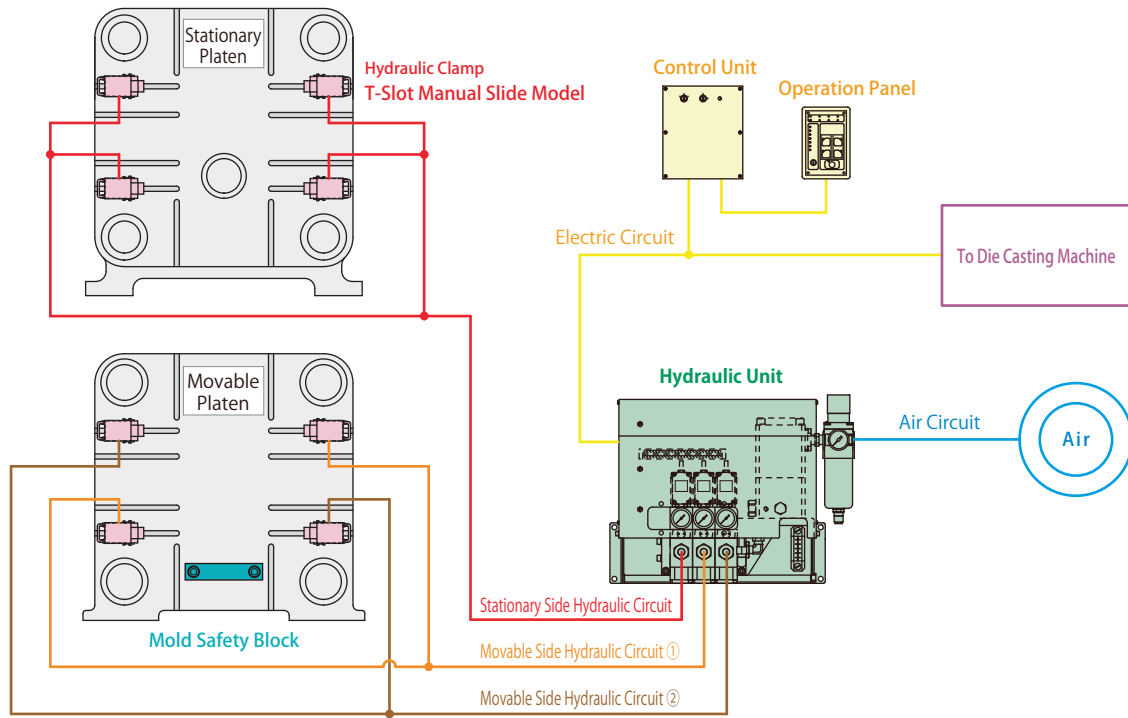 Stationary
Platen
Hydraulic Clamp
T-Slot Manual Slide Model
Control Unit
Operation Panel
Electric Circuit
To Die Casting Machine
Movable
Platen
Hydraulic Unit
Air Circuit
Air
Mold Safety Block
Stationary Side Hydraulic Circuit
Movable Side Hydraulic Circuit ①
Movable Side Hydraulic Circuit ②